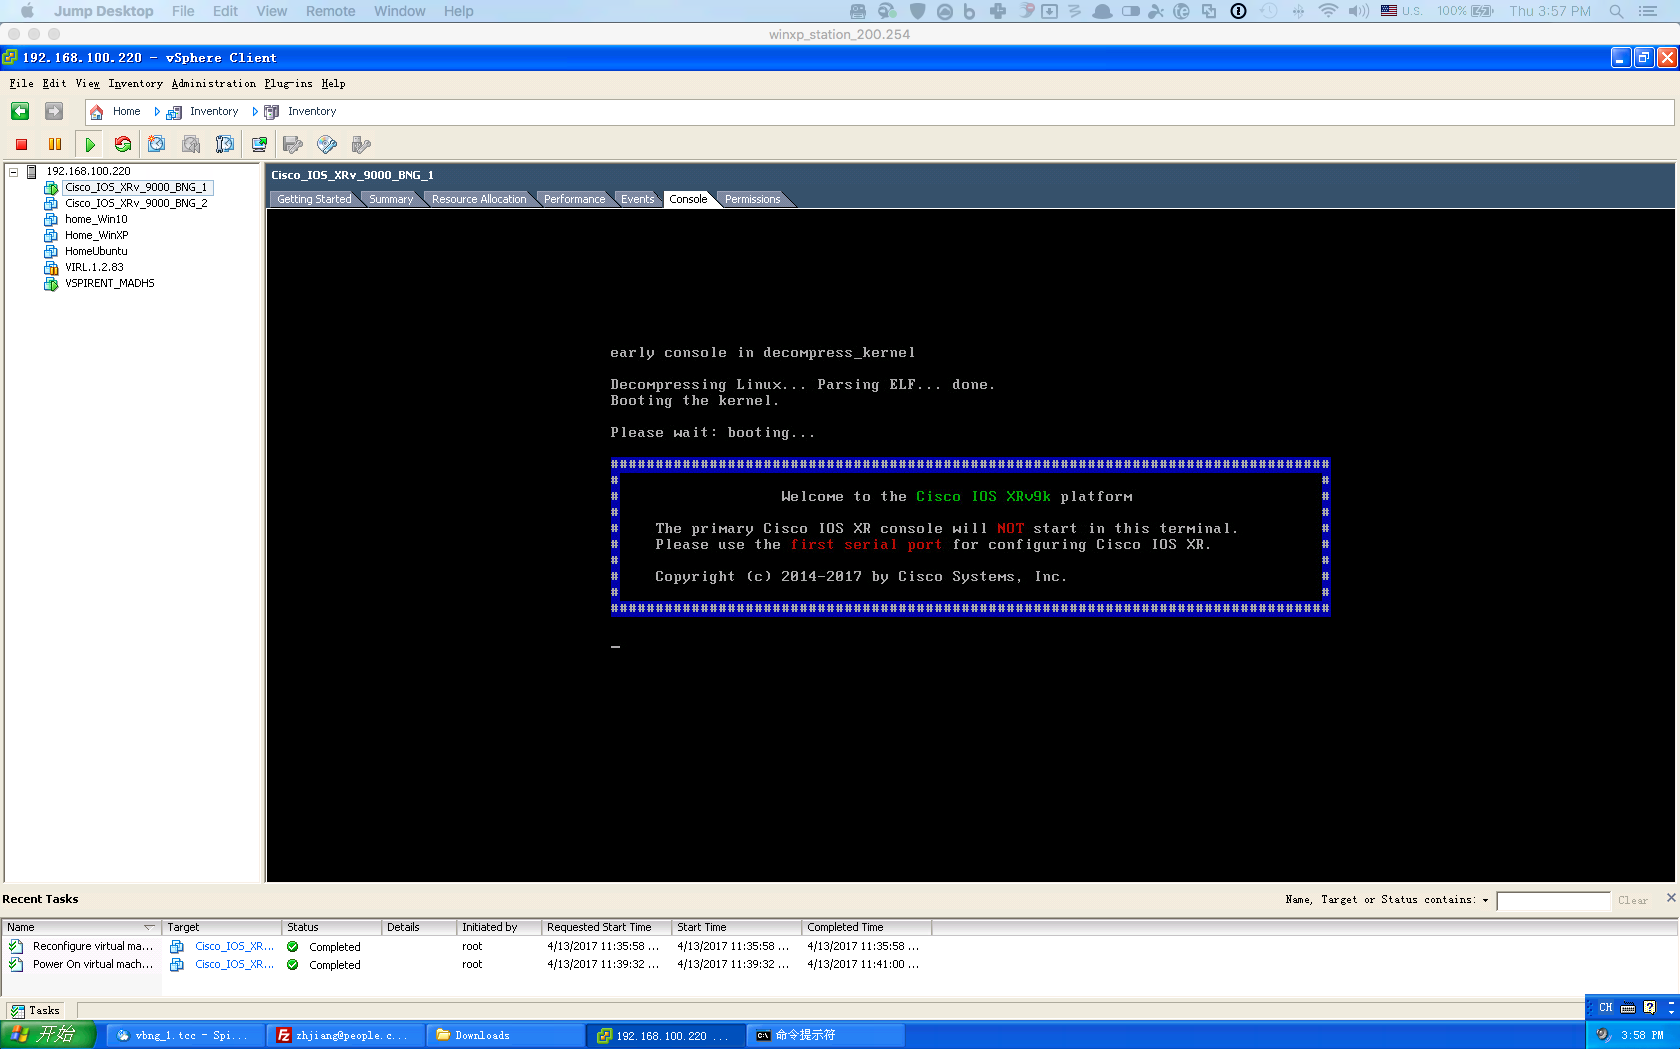 Jump Desktop File Edit View Remote Window Help U.S. 100% Thu 3:57 PM
winxp_station_200.254
192.168.100.220 - vSphere Client
File Edit View Inventory Administration Plug-ins Help
Home Inventory Inventory
192.168.100.220
Cisco_IOS_XRv_9000_BNG_1
Cisco_IOS_XRv_9000_BNG_2
home_Win10
Home_WinXP
HomeUbuntu
VIRL.1.2.83
VSPIRENT_MADHS
Cisco_IOS_XRv_9000_BNG_1
Getting Started Summary Resource Allocation Performance Events Console Permissions
early console in decompress_kernel
Decompressing Linux... Parsing ELF... done.
Booting the kernel.
Please wait: booting...
################################################################################
#                                                                              #
# Welcome to the Cisco IOS XRv9k platform #
#                                                                              #
# The primary Cisco IOS XR console will NOT start in this terminal. #
# Please use the first serial port for configuring Cisco IOS XR. #
#                                                                              #
# Copyright (c) 2014-2017 by Cisco Systems, Inc. #
#                                                                              #
################################################################################
_
Recent Tasks Name, Target or Status contains: Clear
Name Target Status Details Initiated by Requested Start Time Start Time Completed Time
Reconfigure virtual ma... Cisco_IOS_XR... Completed root 4/13/2017 11:35:58 ... 4/13/2017 11:35:58 ... 4/13/2017 11:35:58 ...
Power On virtual mach... Cisco_IOS_XR... Completed root 4/13/2017 11:39:32 ... 4/13/2017 11:39:32 ... 4/13/2017 11:41:00 ...
Tasks CH
开始 vbng_1.tcc - Spi... zhjiang@people.c... Downloads 192.168.100.220 ... 命令提示符 3:58 PM